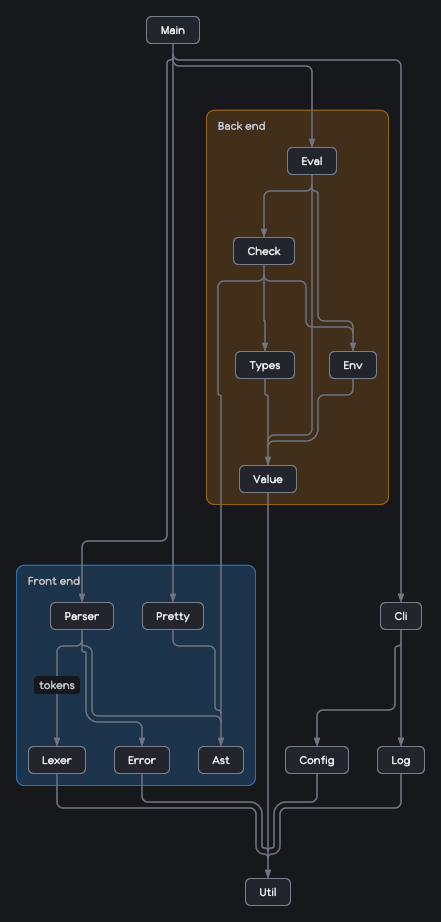 Main
Back end
Eval
Check
Types
Env
Value
Front end
Parser
Pretty
Cli
tokens
Lexer
Error
Ast
Config
Log
Util